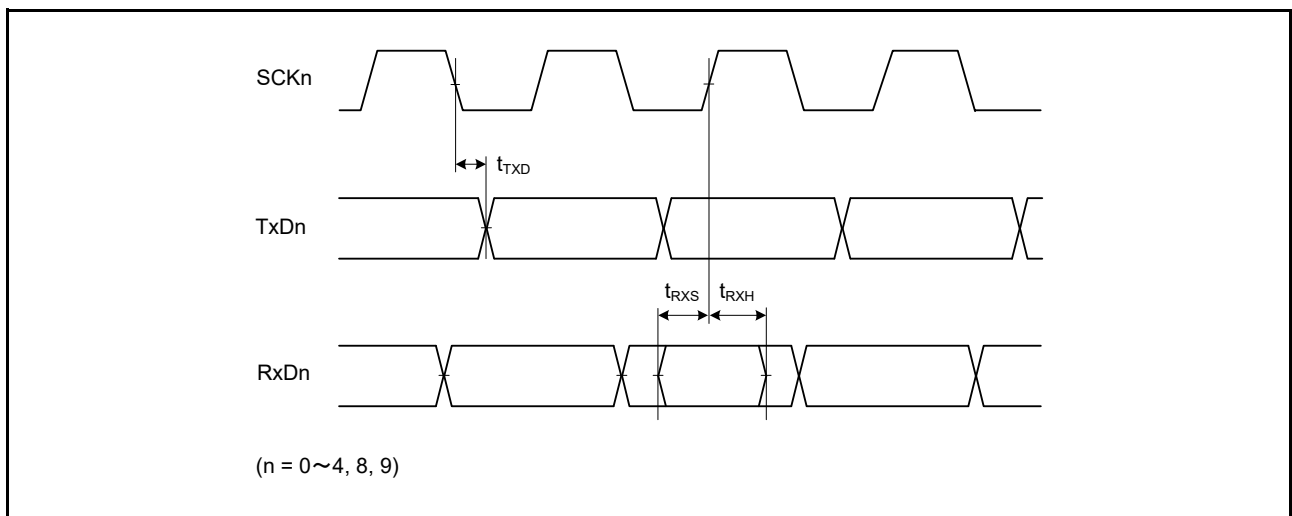 SCKn
tTXD
TxDn
tRXS tRXH
RxDn
(n = 0～4, 8, 9)